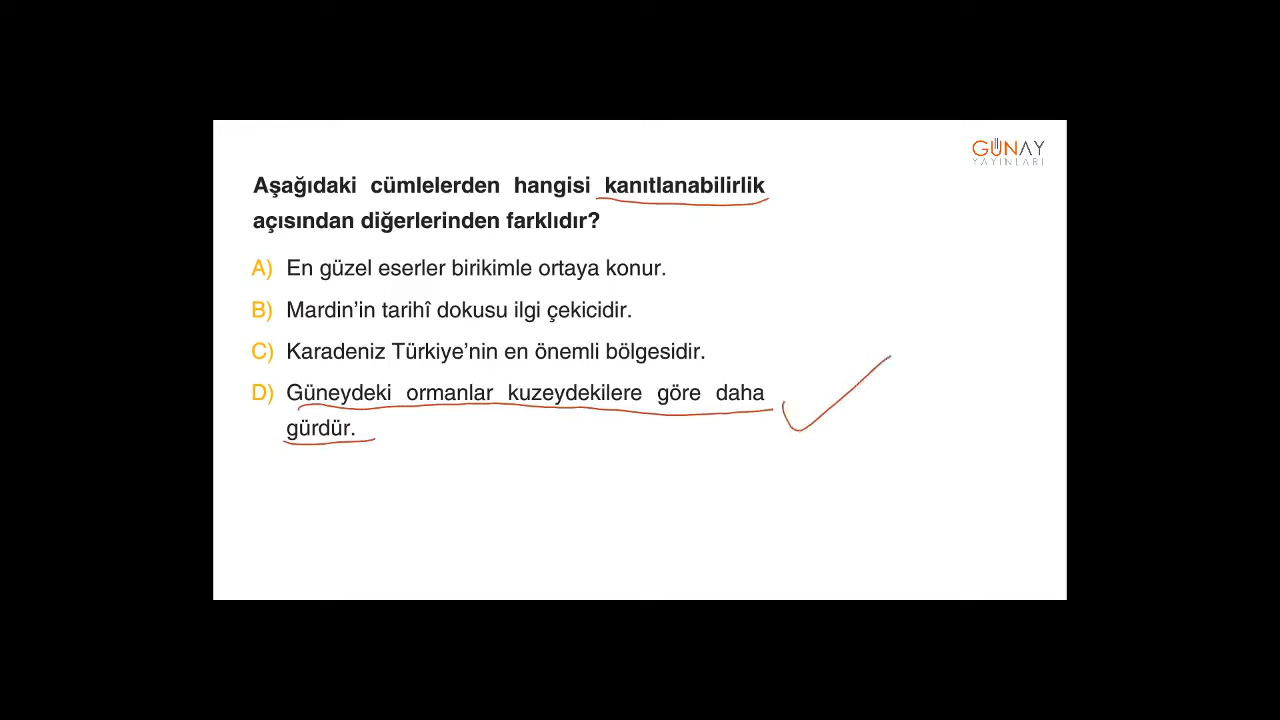 GÜNAY
YAYINLARI
Aşağıdaki cümlelerden hangisi kanıtlanabilirlik
açısından diğerlerinden farklıdır?
A) En güzel eserler birikimle ortaya konur.
B) Mardin’in tarihî dokusu ilgi çekicidir.
C) Karadeniz Türkiye’nin en önemli bölgesidir.
D) Güneydeki ormanlar kuzeydekilere göre daha
gürdür.